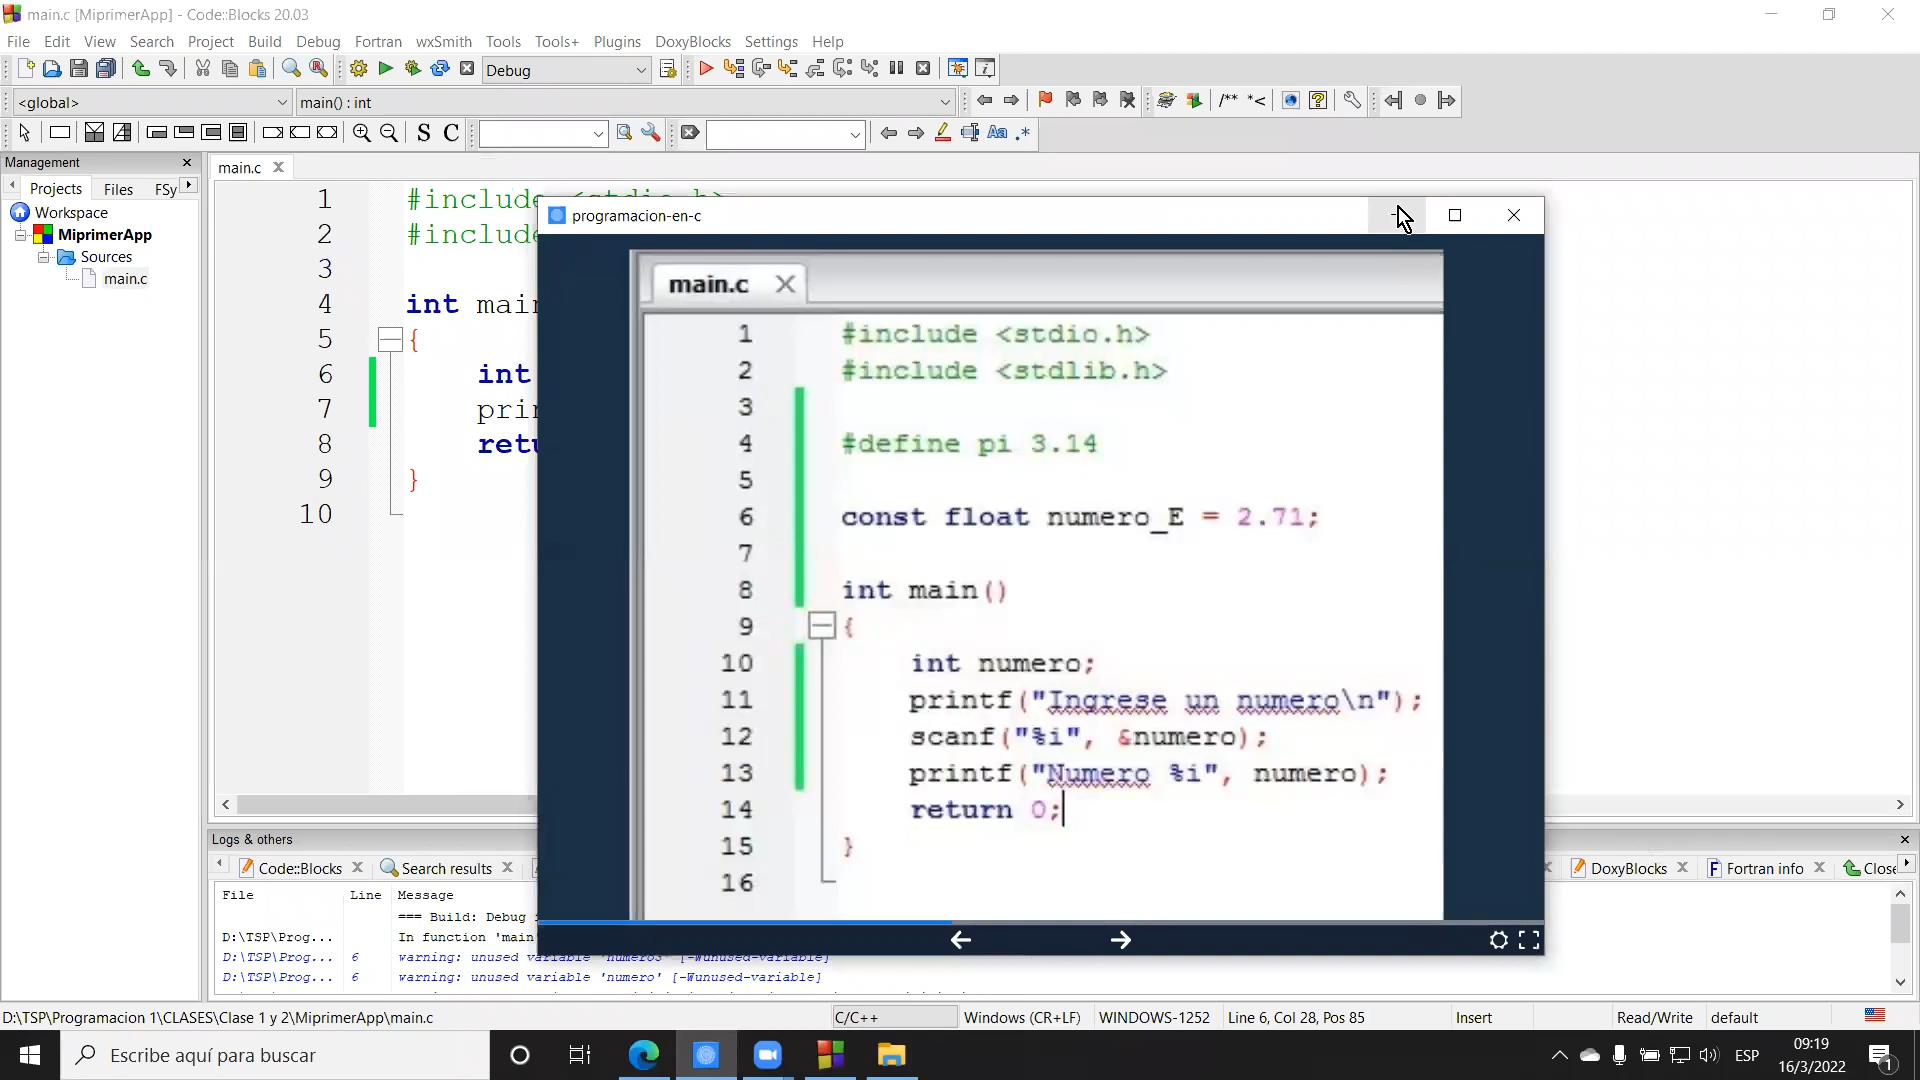 main.c [MiprimerApp] - Code::Blocks 20.03
File Edit View Search Project Build Debug Fortran wxSmith Tools Tools+ Plugins DoxyBlocks Settings Help
Debug
<global> main() : int
/** *<
S C Aa .*
Management
Projects Files FSy
Workspace
MiprimerApp
Sources
main.c
main.c
1 #include
2 #include
3
4 int main
5 {
6 int
7
8
9 }
10
programacion-en-c
main.c
1 #include <stdio.h>
2 #include <stdlib.h>
3
4 #define pi 3.14
5
6 const float numero_E = 2.71;
7
8 int main()
9 {
10 int numero;
11 printf("Ingrese un numero\n");
12 scanf("%i", &numero);
13 printf("Numero %i", numero);
14 return 0;
15 }
16
Logs & others
Code::Blocks Search results DoxyBlocks Fortran info Close
File Line Message
=== Build: Debug
D:\TSP\Prog... In function 'main'
D:\TSP\Prog... 6 warning: unused variable 'numero3' [-Wunused-variable]
D:\TSP\Prog... 6 warning: unused variable 'numero' [-Wunused-variable]
D:\TSP\Programacion 1\CLASES\Clase 1 y 2\MiprimerApp\main.c C/C++ Windows (CR+LF) WINDOWS-1252 Line 6, Col 28, Pos 85 Insert Read/Write default
Escribe aquí para buscar
ESP
09:19
16/3/2022
1